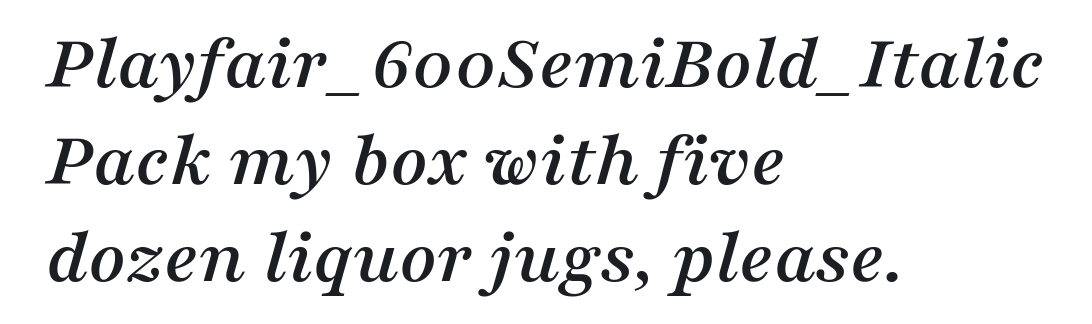 Playfair_600SemiBold_Italic
Pack my box with five
dozen liquor jugs, please.